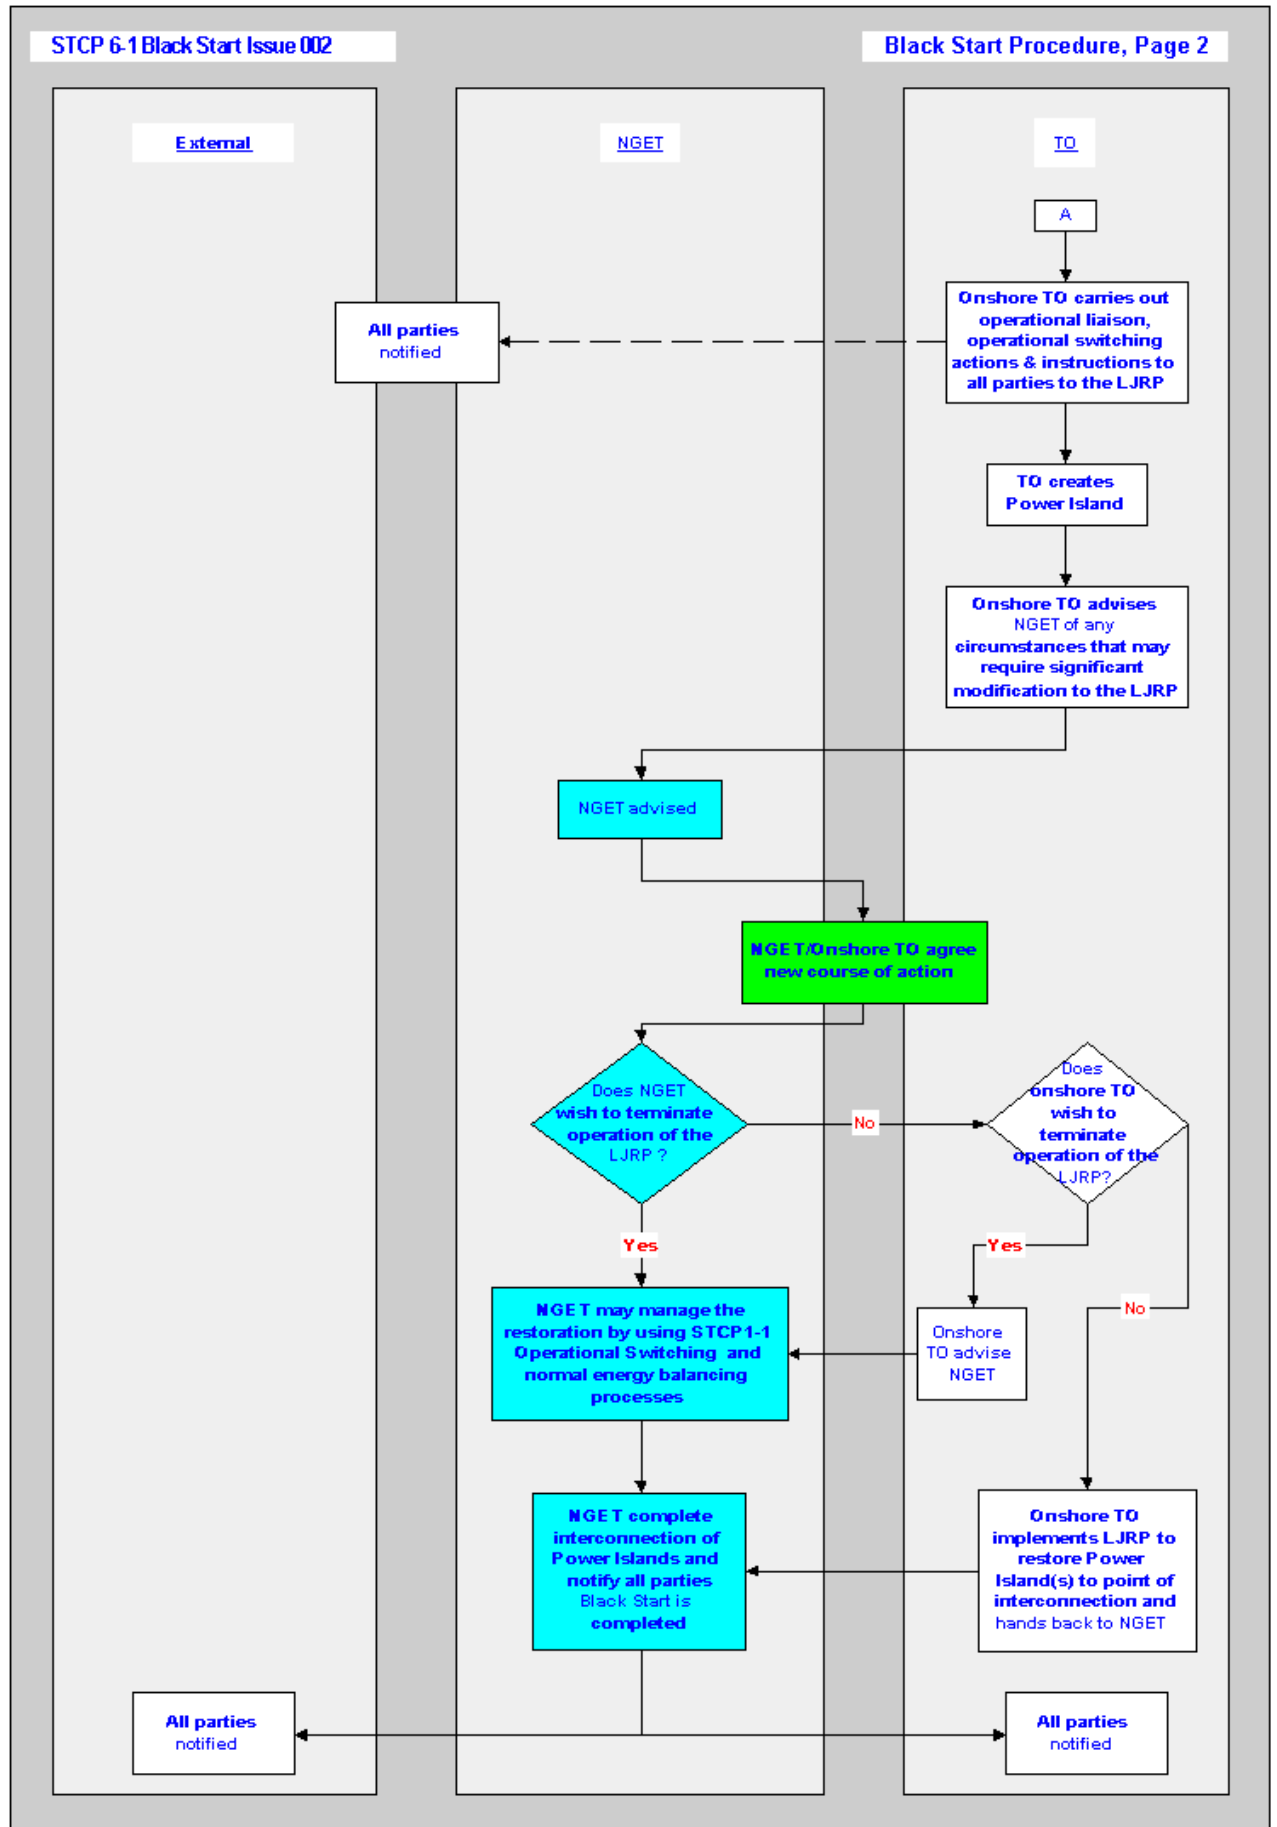 STCP 6-1 Black Start Issue 002
Black Start Procedure, Page 2
External
NGET
TO
A
Onshore TO carries out
operational liaison,
operational switching
actions & instructions to
all parties to the LJRP
All parties
notified
TO creates
Power Island
Onshore TO advises
NGET of any
circumstances that may
require significant
modification to the LJRP
NGET advised
NGET/Onshore TO agree
new course of action
Does NGET
wish to terminate
operation of the
LJRP ?
No
Does
onshore TO
wish to
terminate
operation of the
LJRP?
Yes
Yes
No
NGET may manage the
restoration by using STCP1-1
Operational Switching and
normal energy balancing
processes
Onshore
TO advise
NGET
NGET complete
interconnection of
Power Islands and
notify all parties
Black Start is
completed
Onshore TO
implements LJRP to
restore Power
Island(s) to point of
interconnection and
hands back to NGET
All parties
notified
All parties
notified